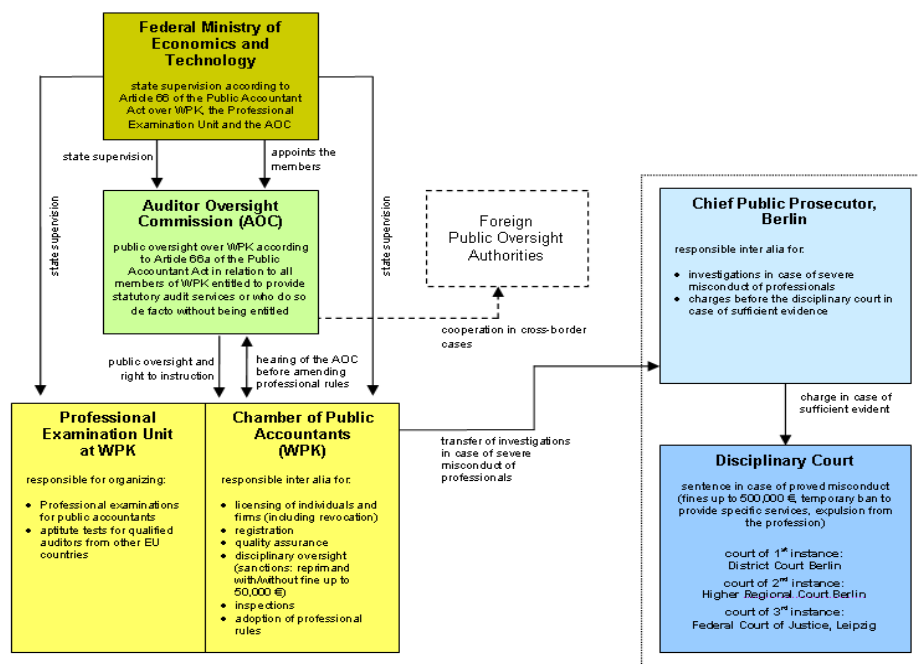 Federal Ministry of
Economics and
Technology
state supervision according to
Article 66 of the Public Accountant
Act over WPK, the Professional
Examination Unit and the AOC
state supervision
appoints the
members
state supervision
state supervision
Auditor Oversight
Commission (AOC)
public oversight over WPK according
to Article 66a of the Public
Accountant Act in relation to all
members of WPK entitled to provide
statutory audit services or who do so
de facto without being entitled
Foreign
Public Oversight
Authorities
cooperation in cross-border
cases
public oversight and
right to instruction
hearing of the AOC
before amending
professional rules
Professional
Examination Unit
at WPK
responsible for organizing:
• Professional examinations
for public accountants
• aptitute tests for qualified
auditors from other EU
countries
Chamber of Public
Accountants
(WPK)
responsible inter alia for:
• licensing of individuals and
firms (including revocation)
• registration
• quality assurance
• disciplinary oversight
(sanctions: reprimand
with/without fine up to
50,000 €)
• inspections
• adoption of professional
rules
transfer of investigations
in case of severe
misconduct of
professionals
Chief Public Prosecutor,
Berlin
responsible inter alia for:
• investigations in case of severe
misconduct of professionals
• charges before the disciplinary court in
case of sufficient evidence
charge in case of
sufficient evident
Disciplinary Court
sentence in case of proved misconduct
(fines up to 500,000 €, temporary ban to
provide specific services, expulsion from
the profession)
court of 1st instance:
District Court Berlin
court of 2nd instance:
Higher Regional Court Berlin
court of 3rd instance:
Federal Court of Justice, Leipzig